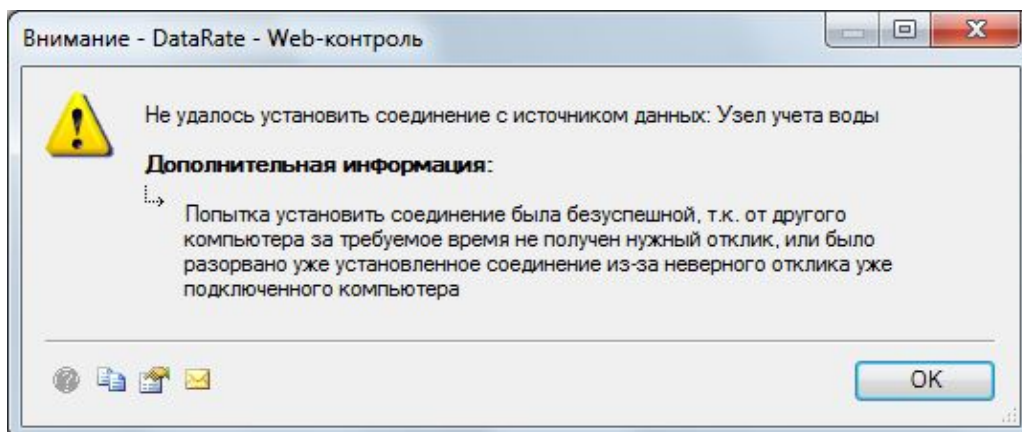 Внимание - DataRate - Web-контроль
Не удалось установить соединение с источником данных: Узел учета воды
Дополнительная информация:
Попытка установить соединение была безуспешной, т.к. от другого
компьютера за требуемое время не получен нужный отклик, или было
разорвано уже установленное соединение из-за неверного отклика уже
подключенного компьютера
OK